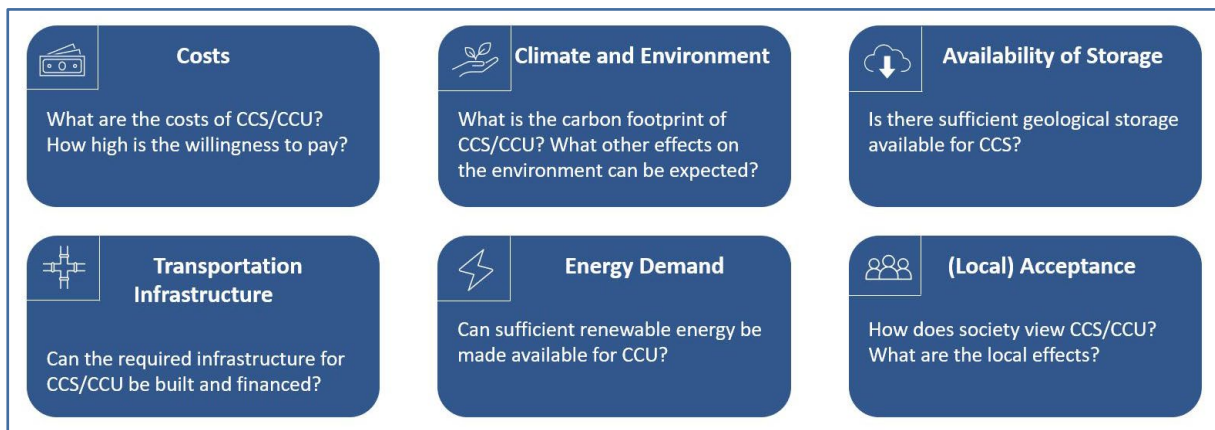 Costs
What are the costs of CCS/CCU?
How high is the willingness to pay?
Climate and Environment
What is the carbon footprint of
CCS/CCU? What other effects on
the environment can be expected?
Availability of Storage
Is there sufficient geological storage
available for CCS?
Transportation
Infrastructure
Can the required infrastructure for
CCS/CCU be built and financed?
Energy Demand
Can sufficient renewable energy be
made available for CCU?
(Local) Acceptance
How does society view CCS/CCU?
What are the local effects?